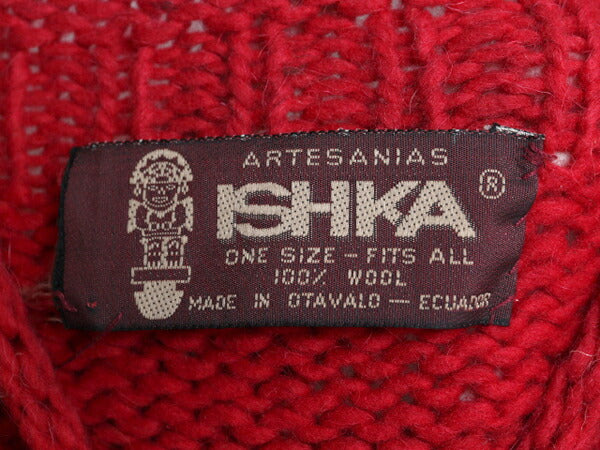 ARTESANIAS
ISHKA ®
ONE SIZE - FITS ALL
100% WOOL
MADE IN OTAVALO — ECUADOR